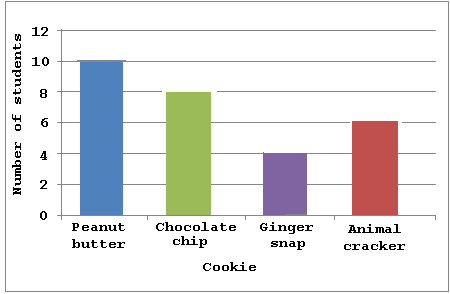 Number of students
12
10
8
6
4
2
0
Peanut butter
Chocolate chip
Ginger snap
Animal cracker
Cookie